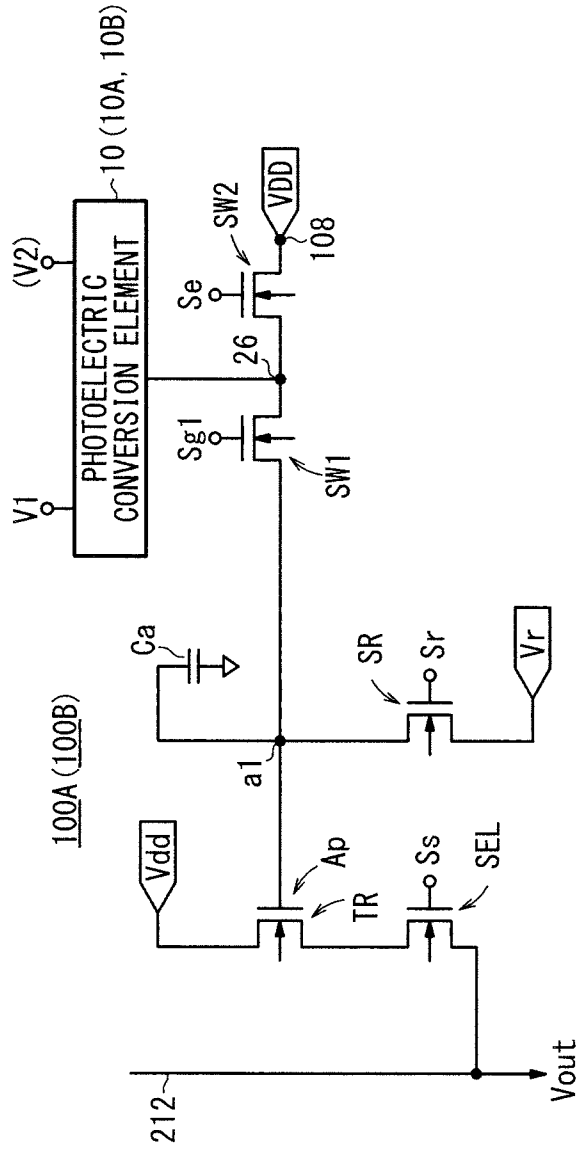 100A (100B)
V1
(V2)
PHOTOELECTRIC
CONVERSION ELEMENT
10 (10A, 10B)
Ca
Sg1
26
Se
SW2
VDD
108
SW1
a1
Vdd
Ap
TR
SR
Sr
Vr
Ss
SEL
212
Vout